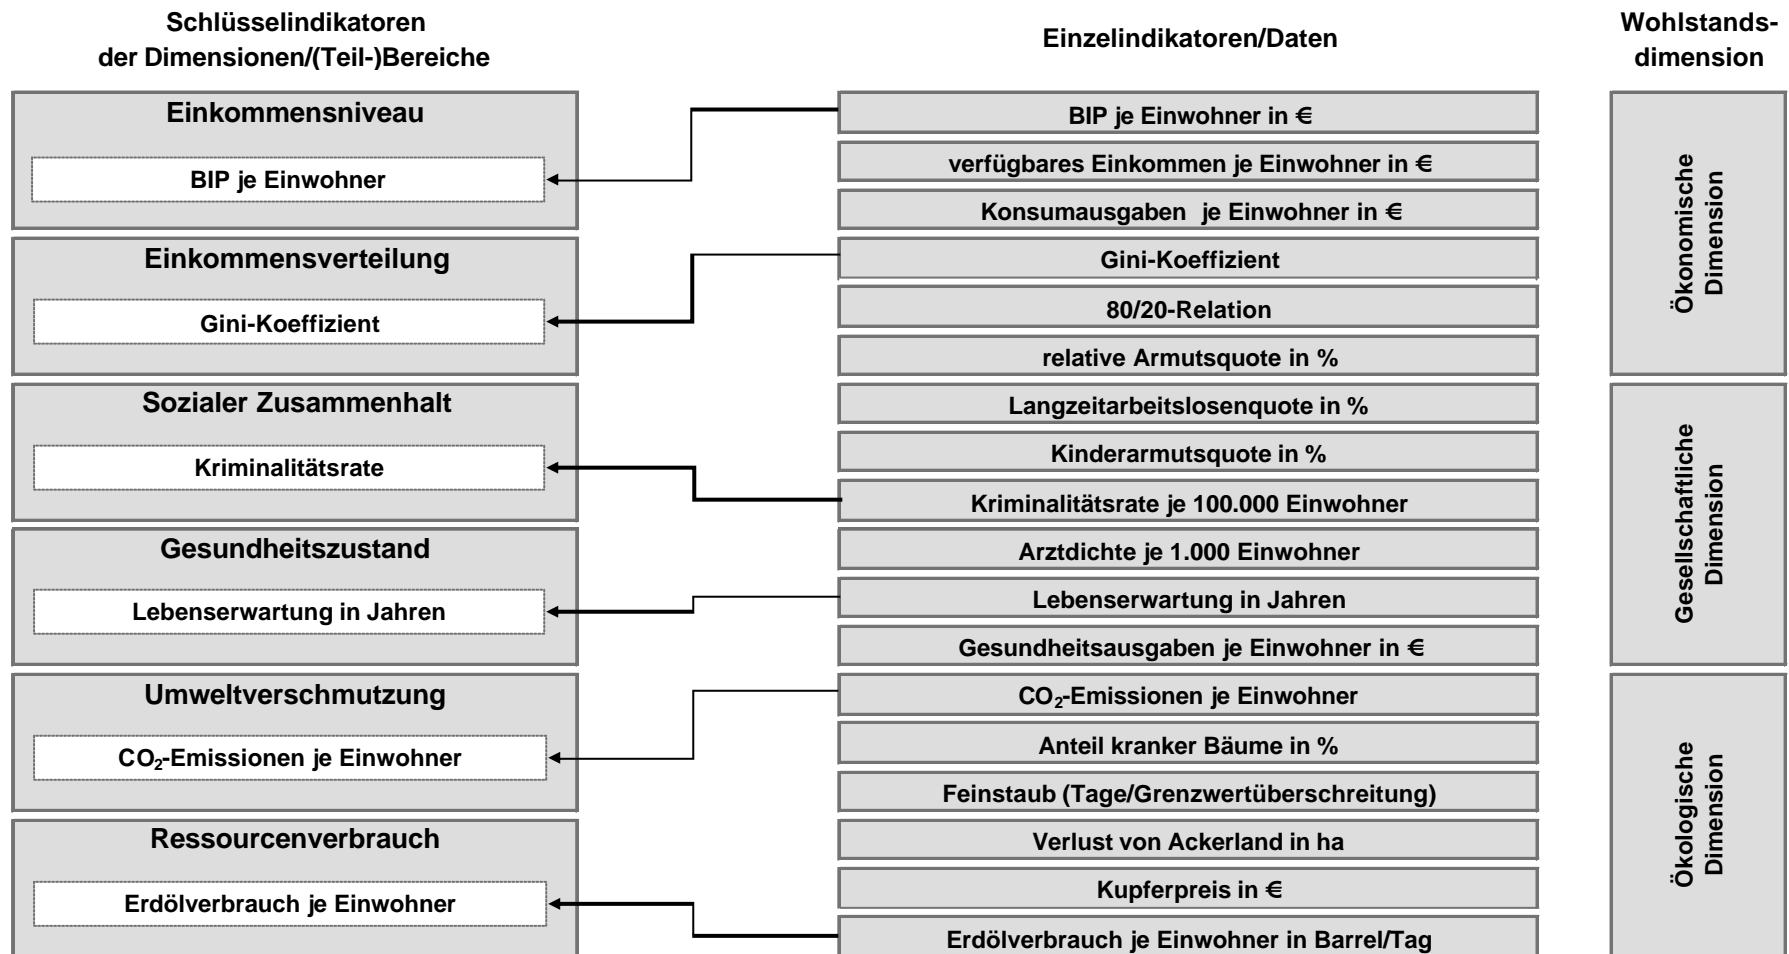 Schlüsselindikatoren
der Dimensionen/(Teil-)Bereiche
Einzelindikatoren/Daten
Wohlstands-
dimension
Einkommensniveau
BIP je Einwohner
Einkommensverteilung
Gini-Koeffizient
Sozialer Zusammenhalt
Kriminalitätsrate
Gesundheitszustand
Lebenserwartung in Jahren
Umweltverschmutzung
CO₂-Emissionen je Einwohner
Ressourcenverbrauch
Erdölverbrauch je Einwohner
BIP je Einwohner in €
verfügbares Einkommen je Einwohner in €
Konsumausgaben je Einwohner in €
Gini-Koeffizient
80/20-Relation
relative Armutsquote in %
Langzeitarbeitslosenquote in %
Kinderarmutsquote in %
Kriminalitätsrate je 100.000 Einwohner
Arztdichte je 1.000 Einwohner
Lebenserwartung in Jahren
Gesundheitsausgaben je Einwohner in €
CO₂-Emissionen je Einwohner
Anteil kranker Bäume in %
Feinstaub (Tage/Grenzwertüberschreitung)
Verlust von Ackerland in ha
Kupferpreis in €
Erdölverbrauch je Einwohner in Barrel/Tag
Ökonomische
Dimension
Gesellschaftliche
Dimension
Ökologische
Dimension